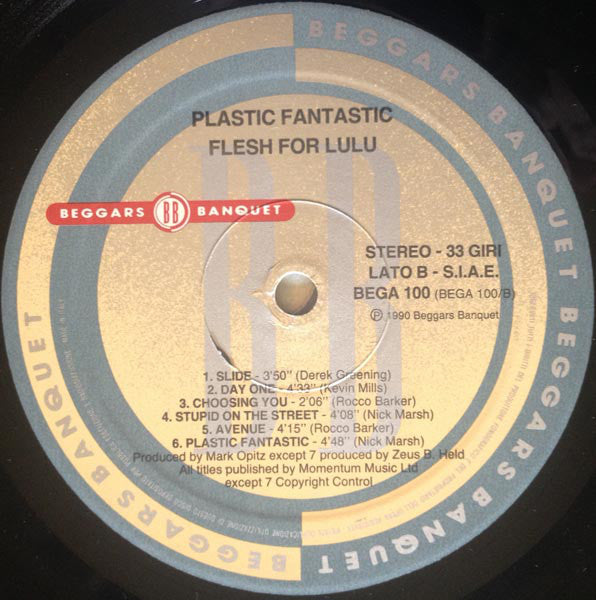 BEGGARS BANQUET BEGGARS BANQUET BEGGARS BANQUET BEGGARS BANQUET
PLASTIC FANTASTIC
FLESH FOR LULU
BEGGARS BB BANQUET
STEREO - 33 GIRI
LATO B - S.I.A.E.
BEGA 100 (BEGA 100/B)
℗ 1990 Beggars Banquet
1. SLIDE - 3'50" (Derek Greening)
2. DAY ONE - 4'33" (Kevin Mills)
3. CHOOSING YOU - 2'06" (Rocco Barker)
4. STUPID ON THE STREET - 4'08" (Nick Marsh)
5. AVENUE - 4'15" (Rocco Barker)
6. PLASTIC FANTASTIC - 4'48" (Nick Marsh)
Produced by Mark Opitz except 7 produced by Zeus B. Held
All titles published by Momentum Music Ltd
except 7 Copyright Control